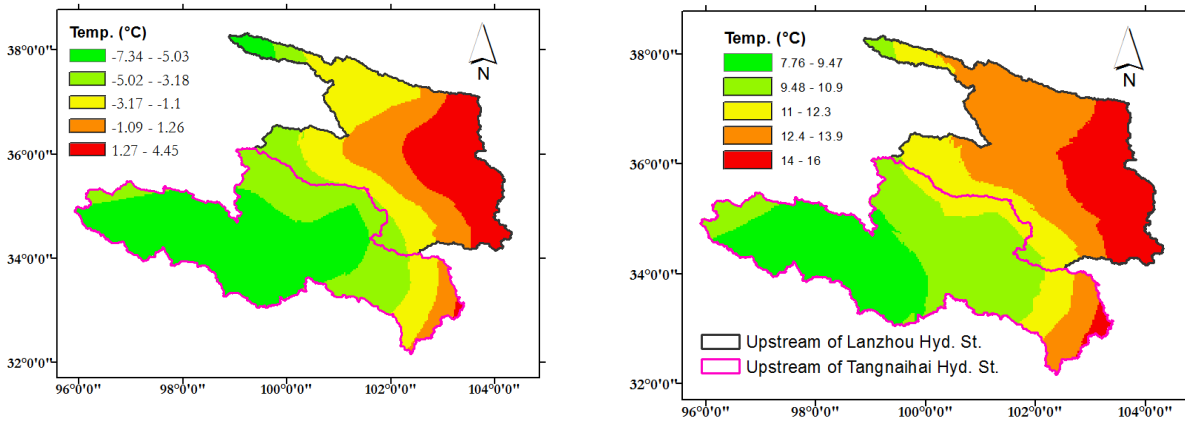 Temp. (°C)
-7.34 - -5.03
-5.02 - -3.18
-3.17 - -1.1
-1.09 - 1.26
1.27 - 4.45
N
38°0'0"
36°0'0"
34°0'0"
32°0'0"
96°0'0"
98°0'0"
100°0'0"
102°0'0"
104°0'0"
Temp. (°C)
7.76 - 9.47
9.48 - 10.9
11 - 12.3
12.4 - 13.9
14 - 16
N
38°0'0"
36°0'0"
34°0'0"
32°0'0"
Upstream of Lanzhou Hyd. St.
Upstream of Tangnaihai Hyd. St.
96°0'0"
98°0'0"
100°0'0"
102°0'0"
104°0'0"